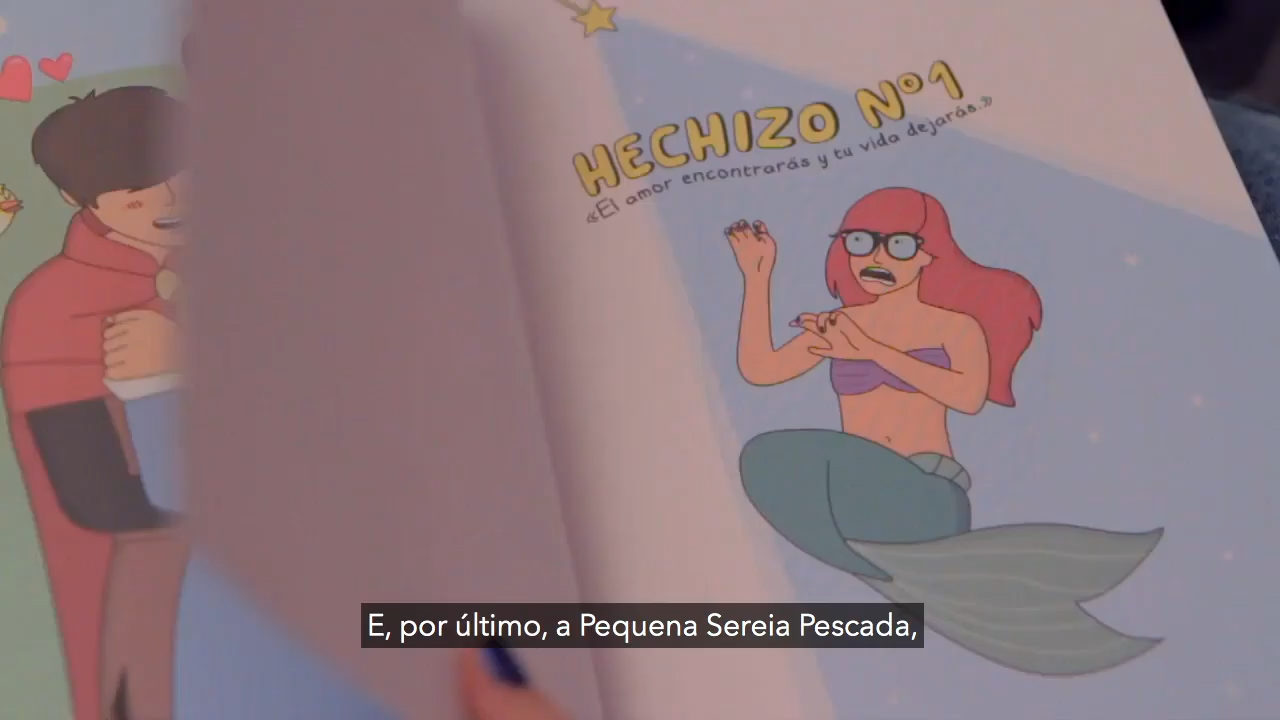 HECHIZO Nº1
«El amor encontrarás y tu vida dejarás.»
E, por último, a Pequena Sereia Pescada,